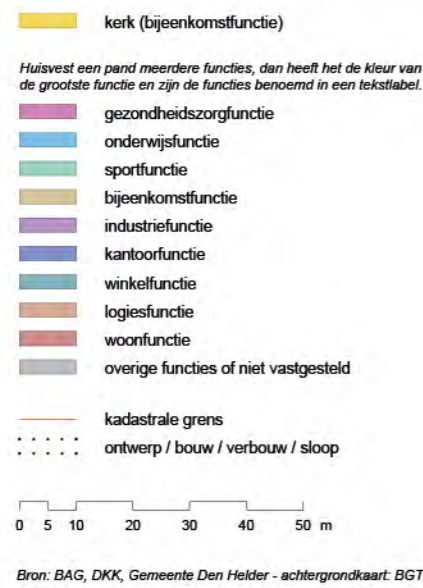 kerk (bijeenkomstfunctie)
Huisvest een pand meerdere functies, dan heeft het de kleur van
de grootste functie en zijn de functies benoemd in een tekstlabel.
gezondheidszorgfunctie
onderwijsfunctie
sportfunctie
bijeenkomstfunctie
industriefunctie
kantoorfunctie
winkelfunctie
logiesfunctie
woonfunctie
overige functies of niet vastgesteld
kadastrale grens
ontwerp / bouw / verbouw / sloop
0 5 10 20 30 40 50 m
Bron: BAG, DKK, Gemeente Den Helder - achtergrondkaart: BGT